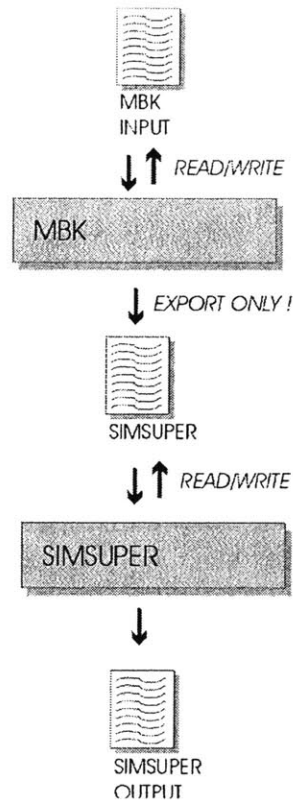 MBK
INPUT
READ/WRITE
MBK
EXPORT ONLY !
SIMSUPER
READ/WRITE
SIMSUPER
SIMSUPER
OUTPUT